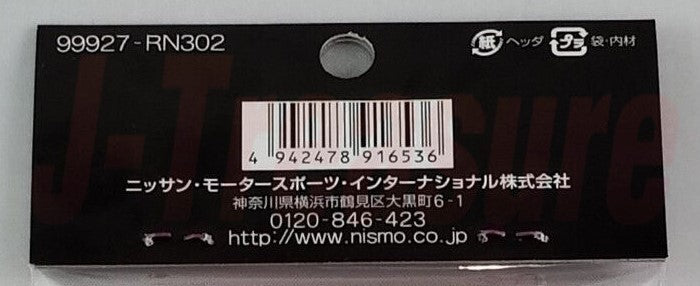 99927-RN302
紙 ヘッダ プラ 袋・内材
4 942478 916536
ニッサン・モータースポーツ・インターナショナル株式会社
神奈川県横浜市鶴見区大黒町6-1
0120-846-423
http://www.nismo.co.jp
J-Treasure